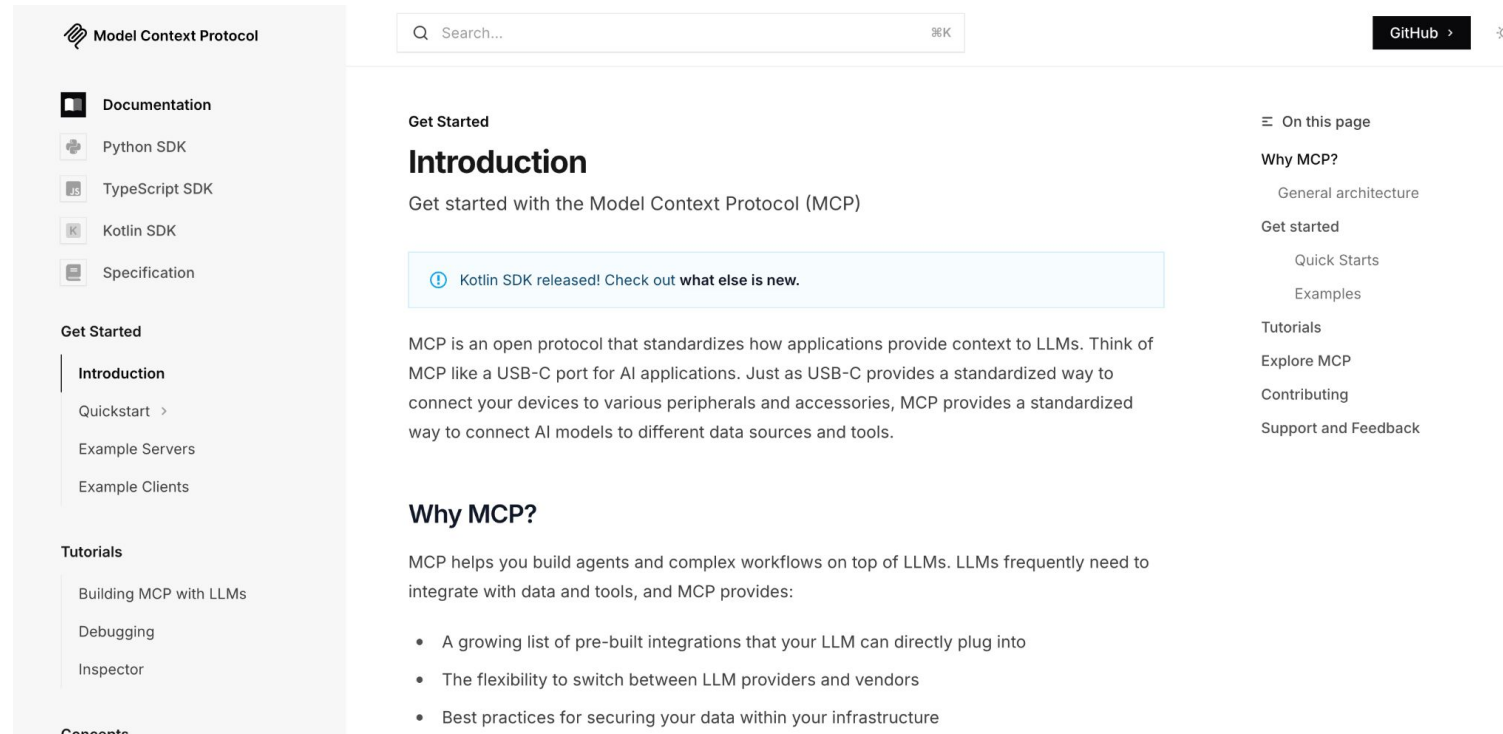 Model Context Protocol
Search...
⌘K
GitHub ›
Documentation
Python SDK
JS
TypeScript SDK
K
Kotlin SDK
Specification
Get Started
Introduction
Quickstart ›
Example Servers
Example Clients
Tutorials
Building MCP with LLMs
Debugging
Inspector
Concepts
Get Started
Introduction
Get started with the Model Context Protocol (MCP)
Kotlin SDK released! Check out what else is new.
MCP is an open protocol that standardizes how applications provide context to LLMs. Think of
MCP like a USB-C port for AI applications. Just as USB-C provides a standardized way to
connect your devices to various peripherals and accessories, MCP provides a standardized
way to connect AI models to different data sources and tools.
Why MCP?
MCP helps you build agents and complex workflows on top of LLMs. LLMs frequently need to
integrate with data and tools, and MCP provides:
• A growing list of pre-built integrations that your LLM can directly plug into
• The flexibility to switch between LLM providers and vendors
• Best practices for securing your data within your infrastructure
On this page
Why MCP?
General architecture
Get started
Quick Starts
Examples
Tutorials
Explore MCP
Contributing
Support and Feedback